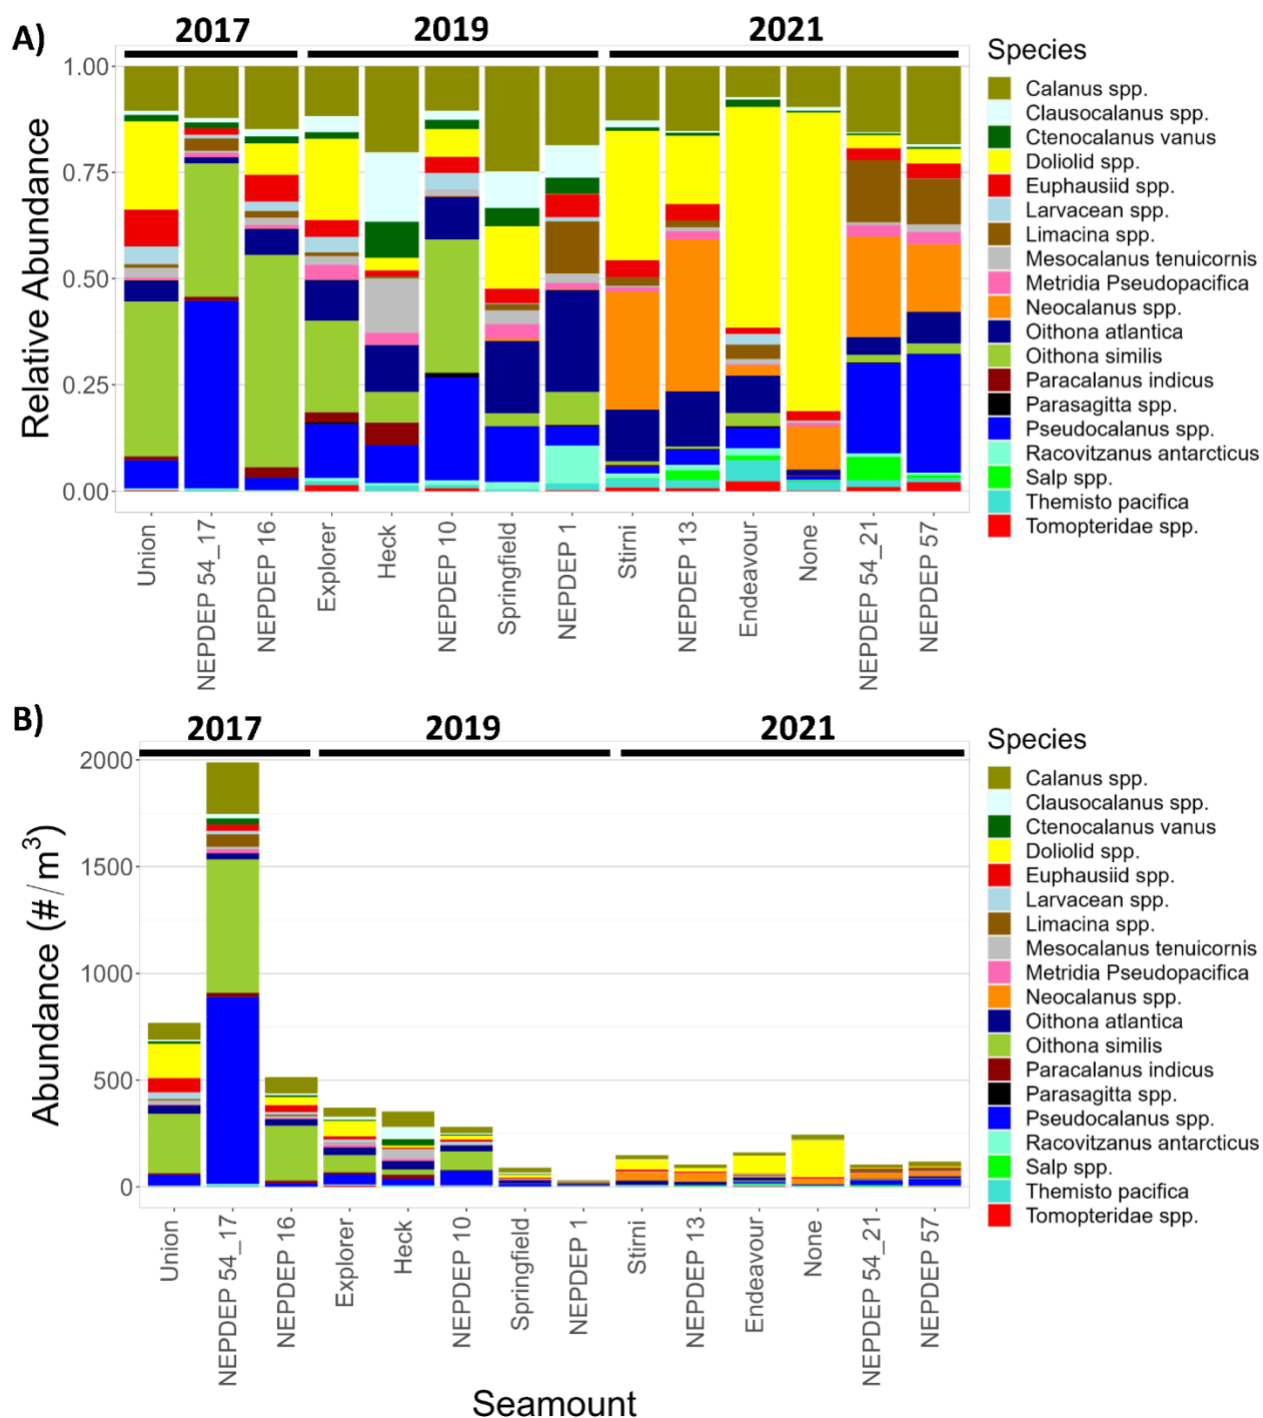 A)
2017 2019 2021
Relative Abundance
1.00
0.75
0.50
0.25
0.00
Union
NEPDEP 54_17
NEPDEP 16
Explorer
Heck
NEPDEP 10
Springfield
NEPDEP 1
Stirni
NEPDEP 13
Endeavour
None
NEPDEP 54_21
NEPDEP 57
Species
Calanus spp.
Clausocalanus spp.
Ctenocalanus vanus
Doliolid spp.
Euphausiid spp.
Larvacean spp.
Limacina spp.
Mesocalanus tenuicornis
Metridia Pseudopacifica
Neocalanus spp.
Oithona atlantica
Oithona similis
Paracalanus indicus
Parasagitta spp.
Pseudocalanus spp.
Racovitzanus antarcticus
Salp spp.
Themisto pacifica
Tomopteridae spp.
B)
2017 2019 2021
Abundance (#/m³)
2000
1500
1000
500
0
Union
NEPDEP 54_17
NEPDEP 16
Explorer
Heck
NEPDEP 10
Springfield
NEPDEP 1
Stirni
NEPDEP 13
Endeavour
None
NEPDEP 54_21
NEPDEP 57
Seamount
Species
Calanus spp.
Clausocalanus spp.
Ctenocalanus vanus
Doliolid spp.
Euphausiid spp.
Larvacean spp.
Limacina spp.
Mesocalanus tenuicornis
Metridia Pseudopacifica
Neocalanus spp.
Oithona atlantica
Oithona similis
Paracalanus indicus
Parasagitta spp.
Pseudocalanus spp.
Racovitzanus antarcticus
Salp spp.
Themisto pacifica
Tomopteridae spp.